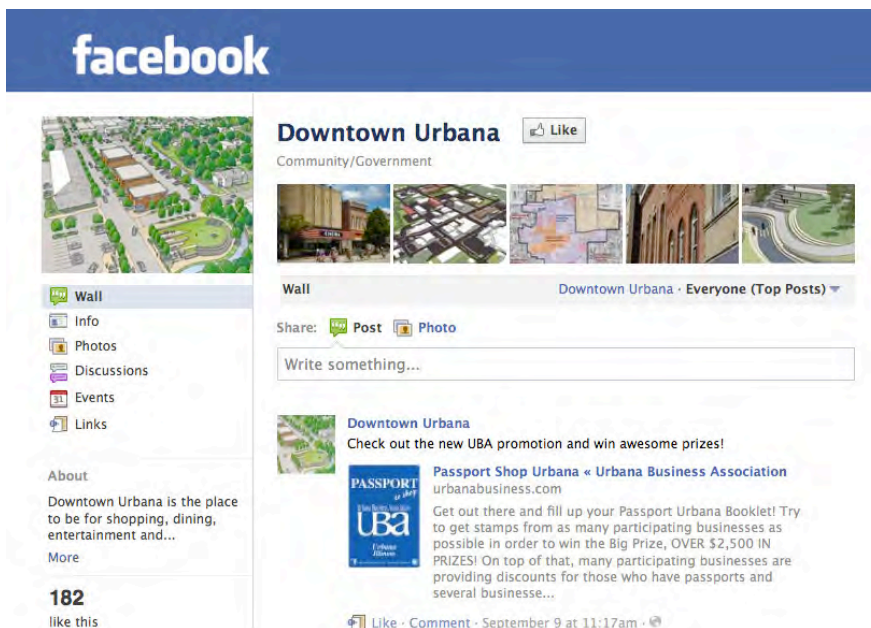 facebook
Downtown Urbana
Like
Community/Government
Wall
Info
Photos
Discussions
31
Events
Links
Wall
Downtown Urbana · Everyone (Top Posts)
Share: Post Photo
Write something...
About
Downtown Urbana is the place
to be for shopping, dining,
entertainment and...
More
182
like this
Downtown Urbana
Check out the new UBA promotion and win awesome prizes!
PASSPORT
to shop
UBA
Urbana
Illinois
Passport Shop Urbana « Urbana Business Association
urbanabusiness.com
Get out there and fill up your Passport Urbana Booklet! Try
to get stamps from as many participating businesses as
possible in order to win the Big Prize, OVER $2,500 IN
PRIZES! On top of that, many participating businesses are
providing discounts for those who have passports and
several businesse...
Like · Comment · September 9 at 11:17am ·